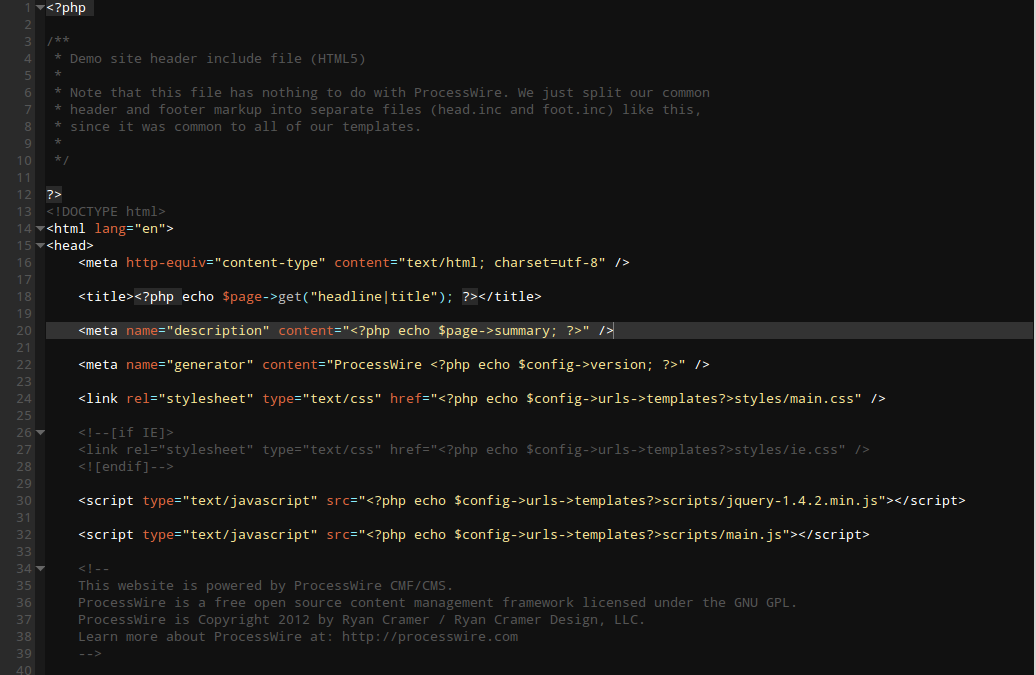 1 <?php
2
3 /**
4  * Demo site header include file (HTML5)
5  *
6  * Note that this file has nothing to do with ProcessWire. We just split our common
7  * header and footer markup into separate files (head.inc and foot.inc) like this,
8  * since it was common to all of our templates.
9  *
10  */
11
12 ?>
13 <!DOCTYPE html>
14 <html lang="en">
15 <head>
16     <meta http-equiv="content-type" content="text/html; charset=utf-8" />
17
18     <title><?php echo $page->get("headline|title"); ?></title>
19
20     <meta name="description" content="<?php echo $page->summary; ?>" />
21
22     <meta name="generator" content="ProcessWire <?php echo $config->version; ?>" />
23
24     <link rel="stylesheet" type="text/css" href="<?php echo $config->urls->templates?>styles/main.css" />
25
26     <!--[if IE]>
27     <link rel="stylesheet" type="text/css" href="<?php echo $config->urls->templates?>styles/ie.css" />
28     <![endif]-->
29
30     <script type="text/javascript" src="<?php echo $config->urls->templates?>scripts/jquery-1.4.2.min.js"></script>
31
32     <script type="text/javascript" src="<?php echo $config->urls->templates?>scripts/main.js"></script>
33
34     <!--
35     This website is powered by ProcessWire CMF/CMS.
36     ProcessWire is a free open source content management framework licensed under the GNU GPL.
37     ProcessWire is Copyright 2012 by Ryan Cramer / Ryan Cramer Design, LLC.
38     Learn more about ProcessWire at: http://processwire.com
39     -->
40